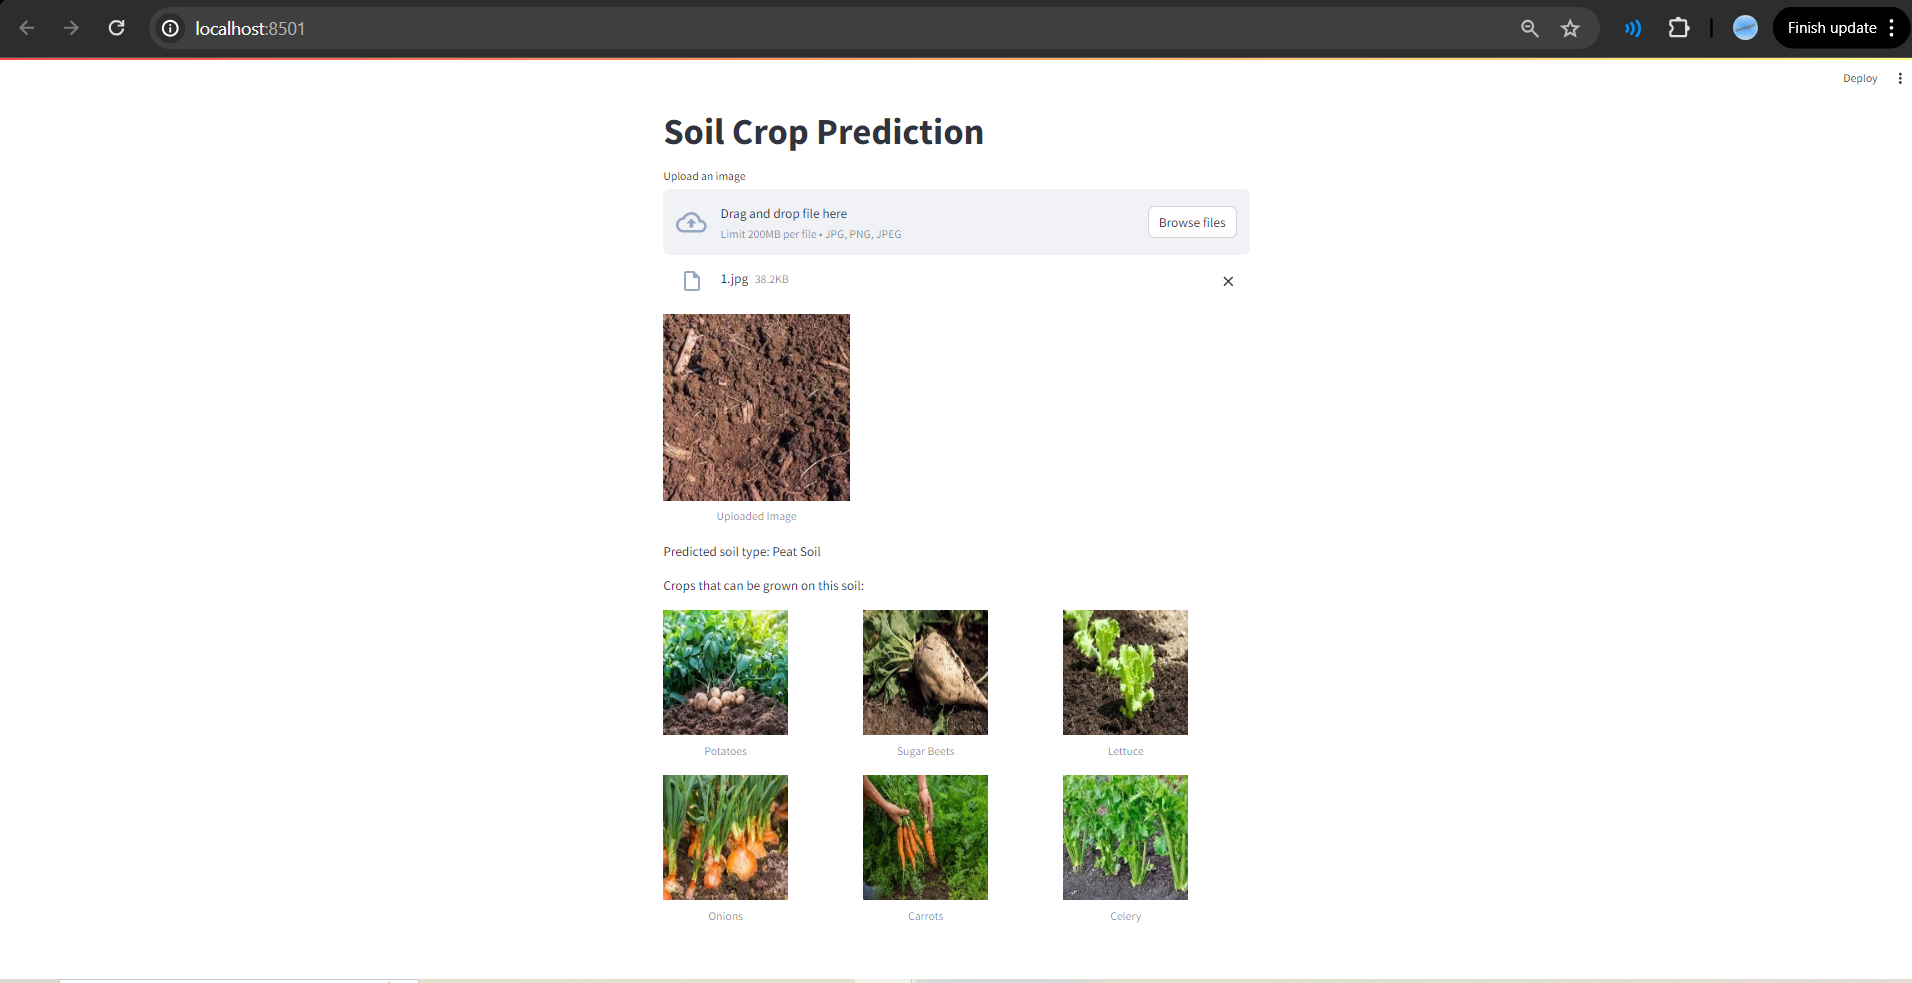 localhost:8501
Finish update
Deploy
Soil Crop Prediction
Upload an image
Drag and drop file here
Limit 200MB per file • JPG, PNG, JPEG
Browse files
1.jpg 38.2KB
Uploaded Image
Predicted soil type: Peat Soil
Crops that can be grown on this soil:
Potatoes
Sugar Beets
Lettuce
Onions
Carrots
Celery